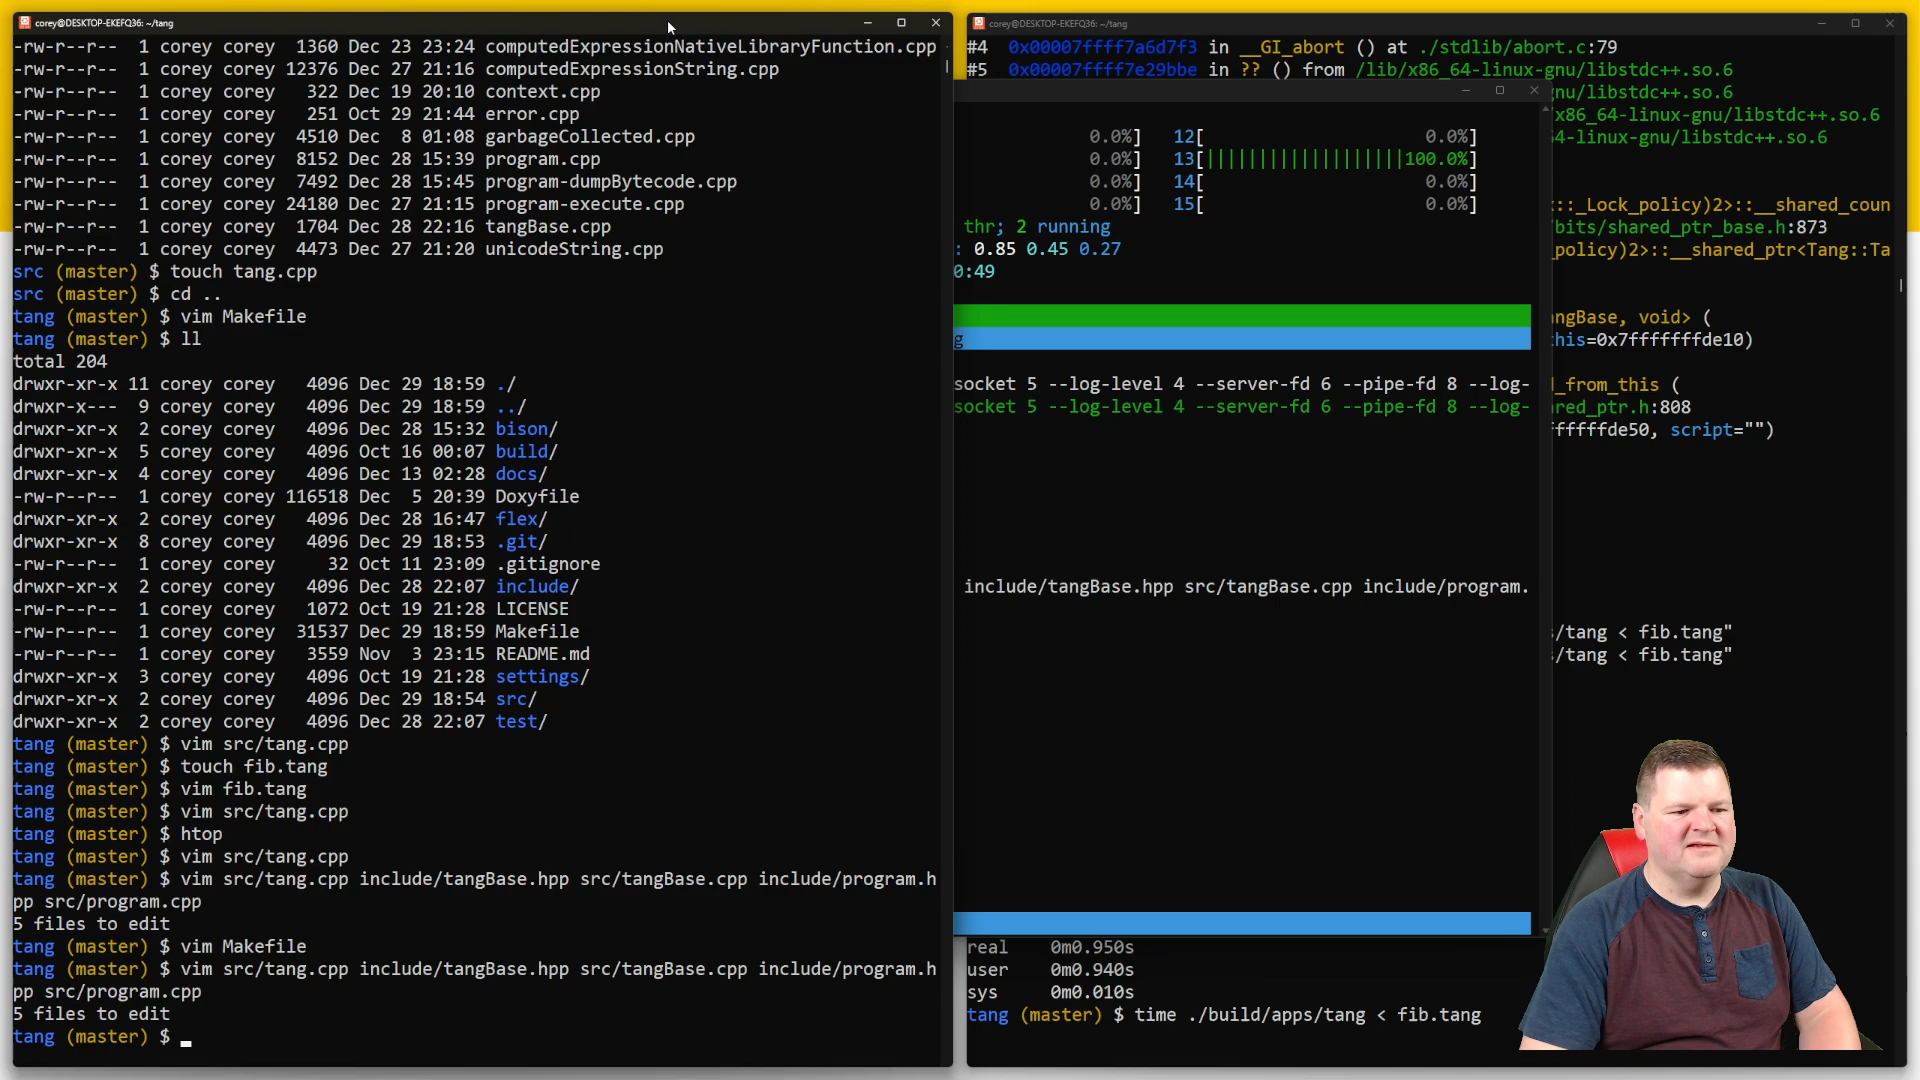 corey@DESKTOP-EKEFQ36: ~/tang
-rw-r--r-- 1 corey corey 1360 Dec 23 23:24 computedExpressionNativeLibraryFunction.cpp
-rw-r--r-- 1 corey corey 12376 Dec 27 21:16 computedExpressionString.cpp
-rw-r--r-- 1 corey corey 322 Dec 19 20:10 context.cpp
-rw-r--r-- 1 corey corey 251 Oct 29 21:44 error.cpp
-rw-r--r-- 1 corey corey 4510 Dec 8 01:08 garbageCollected.cpp
-rw-r--r-- 1 corey corey 8152 Dec 28 15:39 program.cpp
-rw-r--r-- 1 corey corey 7492 Dec 28 15:45 program-dumpBytecode.cpp
-rw-r--r-- 1 corey corey 24180 Dec 27 21:15 program-execute.cpp
-rw-r--r-- 1 corey corey 1704 Dec 28 22:16 tangBase.cpp
-rw-r--r-- 1 corey corey 4473 Dec 27 21:20 unicodeString.cpp
src (master) $ touch tang.cpp
src (master) $ cd ..
tang (master) $ vim Makefile
tang (master) $ ll
total 204
drwxr-xr-x 11 corey corey 4096 Dec 29 18:59 ./
drwxr-x--- 9 corey corey 4096 Dec 29 18:59 ../
drwxr-xr-x 2 corey corey 4096 Dec 28 15:32 bison/
drwxr-xr-x 5 corey corey 4096 Oct 16 00:07 build/
drwxr-xr-x 4 corey corey 4096 Dec 13 02:28 docs/
-rw-r--r-- 1 corey corey 116518 Dec 5 20:39 Doxyfile
drwxr-xr-x 2 corey corey 4096 Dec 28 16:47 flex/
drwxr-xr-x 8 corey corey 4096 Dec 29 18:53 .git/
-rw-r--r-- 1 corey corey 32 Oct 11 23:09 .gitignore
drwxr-xr-x 2 corey corey 4096 Dec 28 22:07 include/
-rw-r--r-- 1 corey corey 1072 Oct 19 21:28 LICENSE
-rw-r--r-- 1 corey corey 31537 Dec 29 18:59 Makefile
-rw-r--r-- 1 corey corey 3559 Nov 3 23:15 README.md
drwxr-xr-x 3 corey corey 4096 Oct 19 21:28 settings/
drwxr-xr-x 2 corey corey 4096 Dec 29 18:54 src/
drwxr-xr-x 2 corey corey 4096 Dec 28 22:07 test/
tang (master) $ vim src/tang.cpp
tang (master) $ touch fib.tang
tang (master) $ vim fib.tang
tang (master) $ vim src/tang.cpp
tang (master) $ htop
tang (master) $ vim src/tang.cpp
tang (master) $ vim src/tang.cpp include/tangBase.hpp src/tangBase.cpp include/program.h
pp src/program.cpp
5 files to edit
tang (master) $ vim Makefile
tang (master) $ vim src/tang.cpp include/tangBase.hpp src/tangBase.cpp include/program.h
pp src/program.cpp
5 files to edit
tang (master) $
0.0%] 12[ 0.0%]
0.0%] 13[|||||||||||||||||||100.0%]
0.0%] 14[ 0.0%]
0.0%] 15[ 0.0%]
thr; 2 running
: 0.85 0.45 0.27
0:49
g
socket 5 --log-level 4 --server-fd 6 --pipe-fd 8 --log-
socket 5 --log-level 4 --server-fd 6 --pipe-fd 8 --log-
include/tangBase.hpp src/tangBase.cpp include/program.
corey@DESKTOP-EKEFQ36: ~/tang
#4 0x00007ffff7a6d7f3 in __GI_abort () at ./stdlib/abort.c:79
#5 0x00007ffff7e29bbe in ?? () from /lib/x86_64-linux-gnu/libstdc++.so.6
gnu/libstdc++.so.6
x86_64-linux-gnu/libstdc++.so.6
4-linux-gnu/libstdc++.so.6
::_Lock_policy)2>::__shared_coun
bits/shared_ptr_base.h:873
policy)2>::__shared_ptr<Tang::Ta
angBase, void> (
this=0x7fffffffde10)
d_from_this (
red_ptr.h:808
ffffffde50, script="")
/tang < fib.tang"
/tang < fib.tang"
real 0m0.950s
user 0m0.940s
sys 0m0.010s
tang (master) $ time ./build/apps/tang < fib.tang